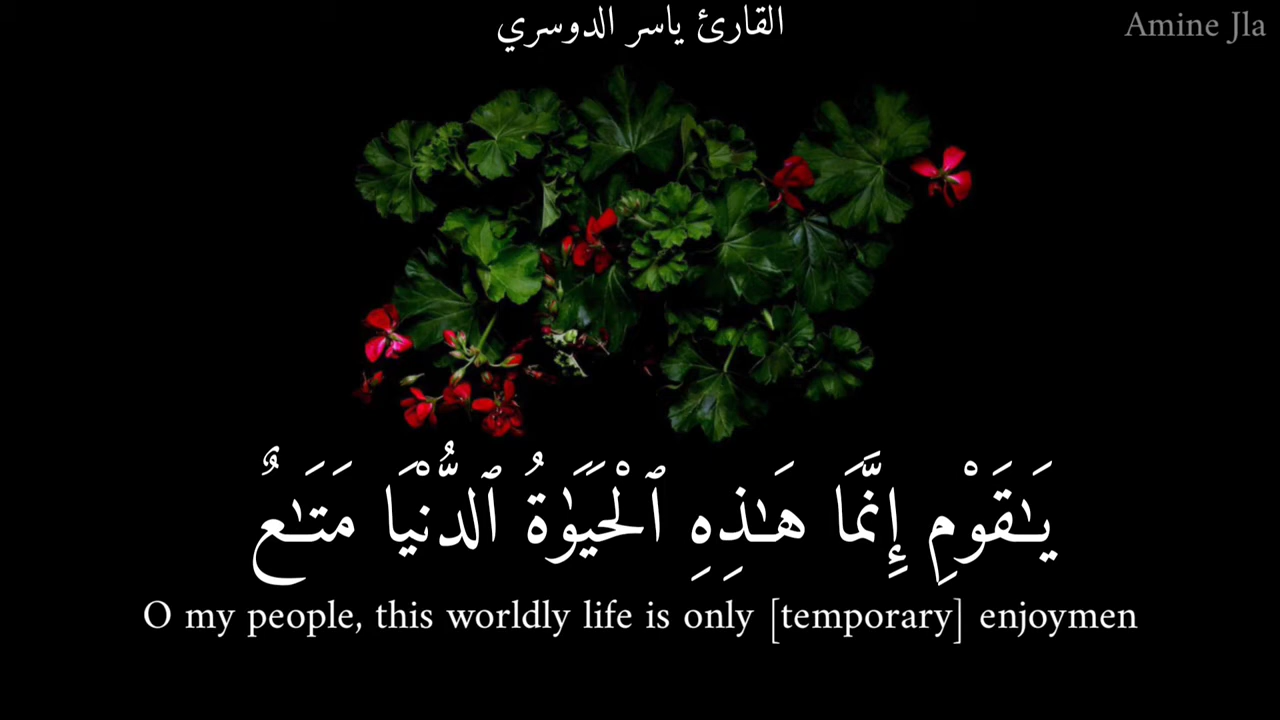 القارئ ياسر الدوسري
Amine Jla
يَـٰقَوْمِ إِنَّمَا هَـٰذِهِ ٱلْحَيَوٰةُ ٱلدُّنْيَا مَتَـٰعٌ
O my people, this worldly life is only [temporary] enjoymen